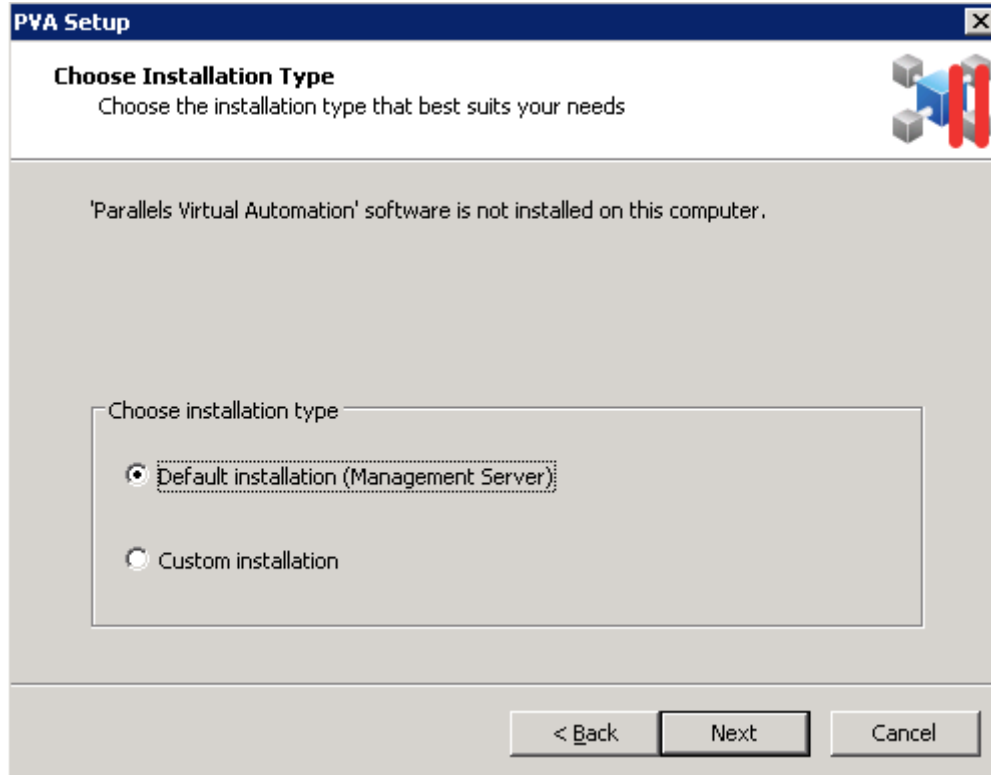 PVA Setup
Choose Installation Type
Choose the installation type that best suits your needs
'Parallels Virtual Automation' software is not installed on this computer.
Choose installation type
Default installation (Management Server)
Custom installation
< Back Next Cancel